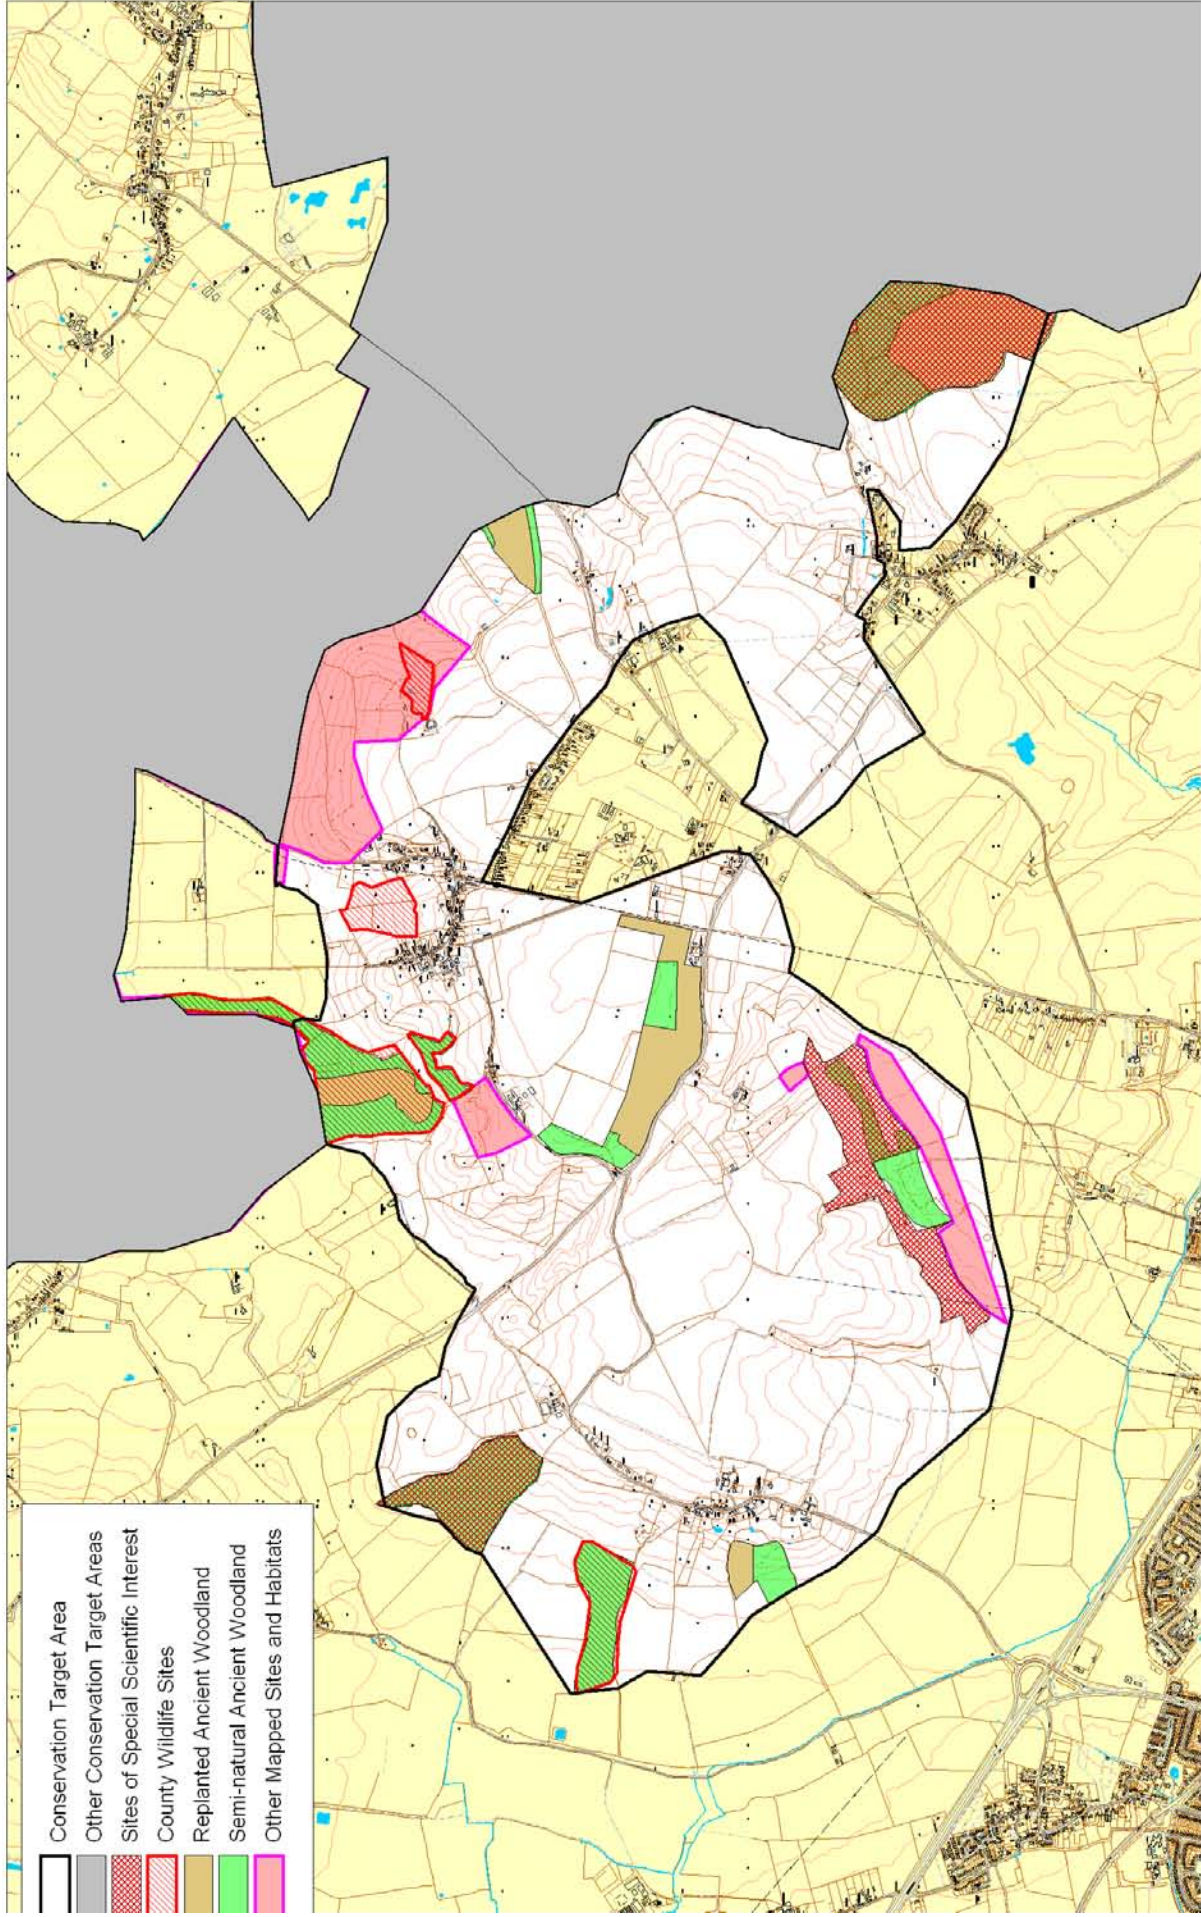 Conservation Target Area
Other Conservation Target Areas
Sites of Special Scientific Interest
County Wildlife Sites
Replanted Ancient Woodland
Semi-natural Ancient Woodland
Other Mapped Sites and Habitats